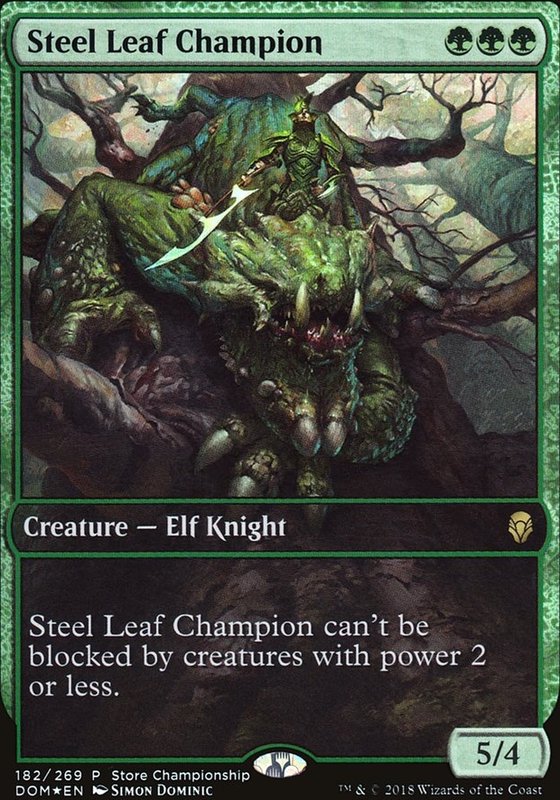 Steel Leaf Champion
Creature — Elf Knight
Steel Leaf Champion can't be
blocked by creatures with power 2
or less.
5/4
182/269 P Store Championship
DOM★EN Simon Dominic
™ & © 2018 Wizards of the Coast